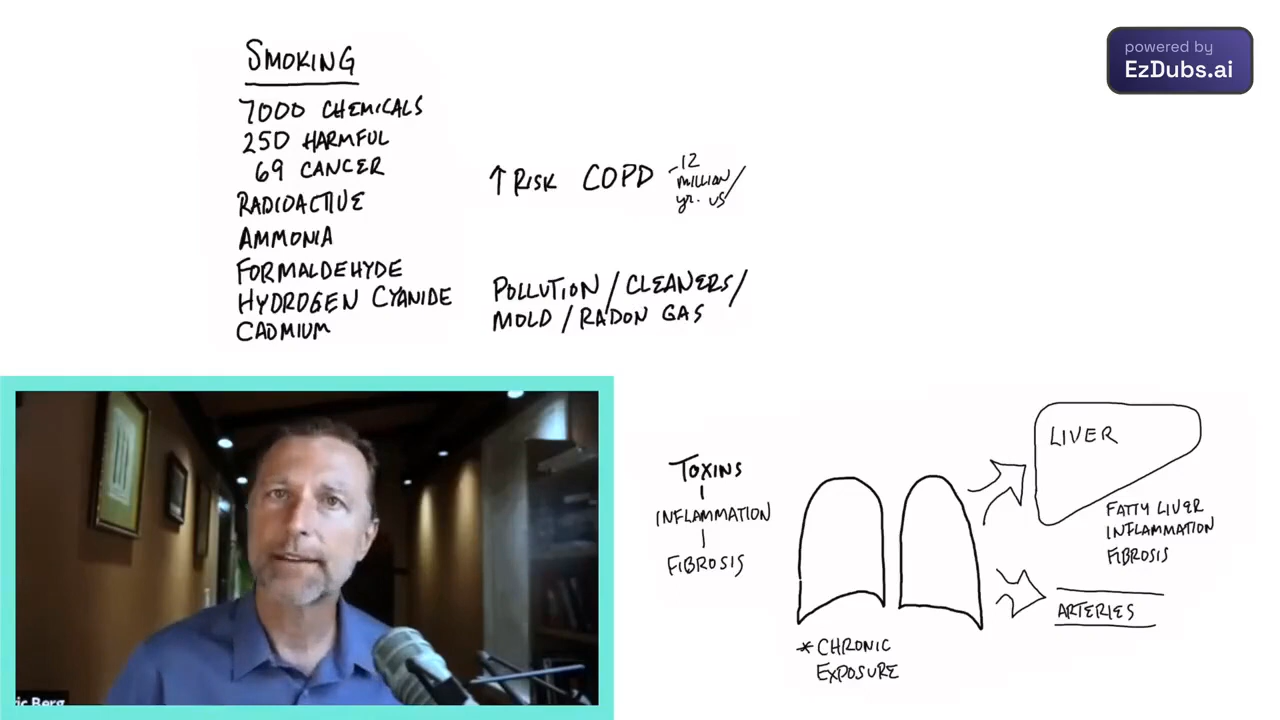 powered by
EzDubs.ai
SMOKING
7000 CHEMICALS
250 HARMFUL
69 CANCER
RADIOACTIVE
AMMONIA
FORMALDEHYDE
HYDROGEN CYANIDE
CADMIUM
↑ RISK COPD
-12
MILLION/
yr. US
POLLUTION / CLEANERS /
MOLD / RADON GAS
TOXINS
INFLAMMATION
FIBROSIS
* CHRONIC
EXPOSURE
LIVER
FATTY LIVER
INFLAMMATION
FIBROSIS
ARTERIES
Berg